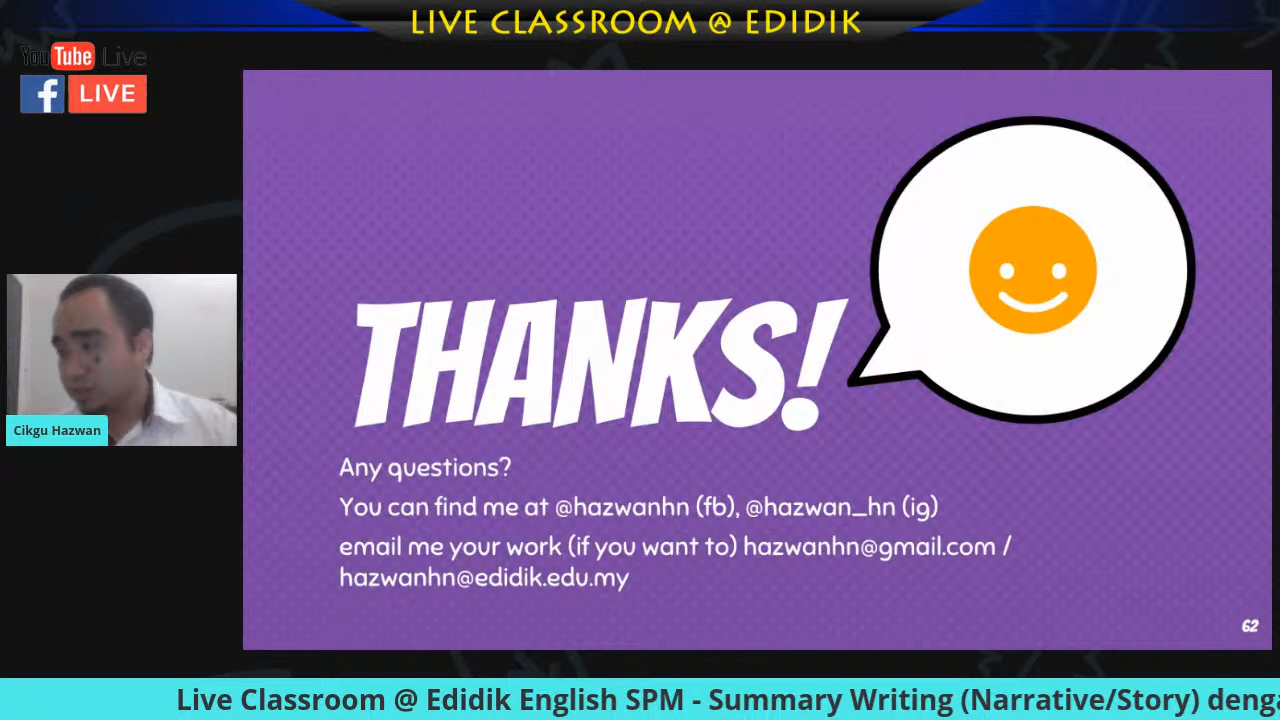 LIVE CLASSROOM @ EDIDIK
YouTube Live
f LIVE
THANKS!
Cikgu Hazwan
Any questions?
You can find me at @hazwanhn (fb), @hazwan_hn (ig)
email me your work (if you want to) hazwanhn@gmail.com /
hazwanhn@edidik.edu.my
62
Live Classroom @ Edidik English SPM - Summary Writing (Narrative/Story) denga